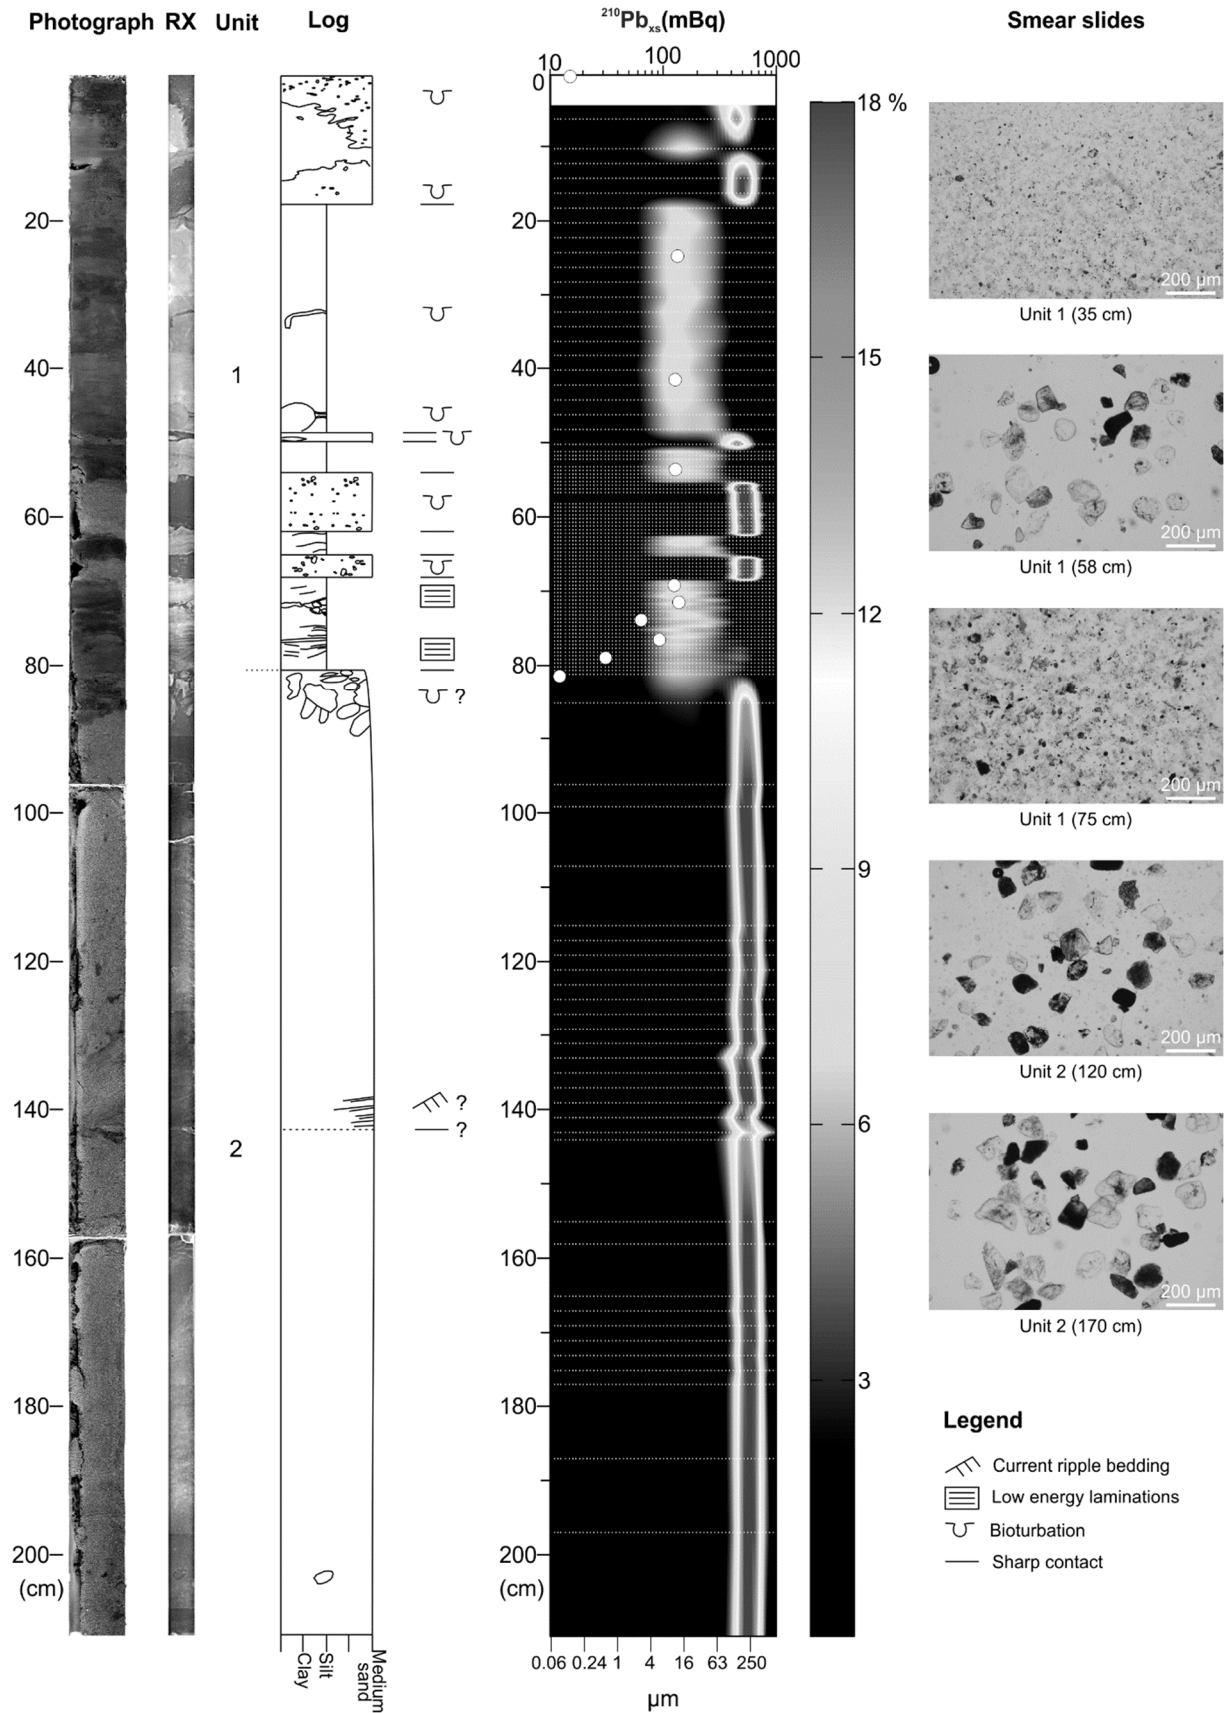 Photograph RX Unit Log ²¹⁰Pbxs(mBq) Smear slides
10 100 1000
0
20
40
60
80
100
120
140
160
180
200
(cm)
1
2
?
?
?
Clay
Silt
Medium
sand
20
40
60
80
100
120
140
160
180
200
(cm)
0.06 0.24 1 4 16 63 250
µm
18 %
15
12
9
6
3
200 µm
Unit 1 (35 cm)
200 µm
Unit 1 (58 cm)
200 µm
Unit 1 (75 cm)
200 µm
Unit 2 (120 cm)
200 µm
Unit 2 (170 cm)
Legend
Current ripple bedding
Low energy laminations
Bioturbation
Sharp contact